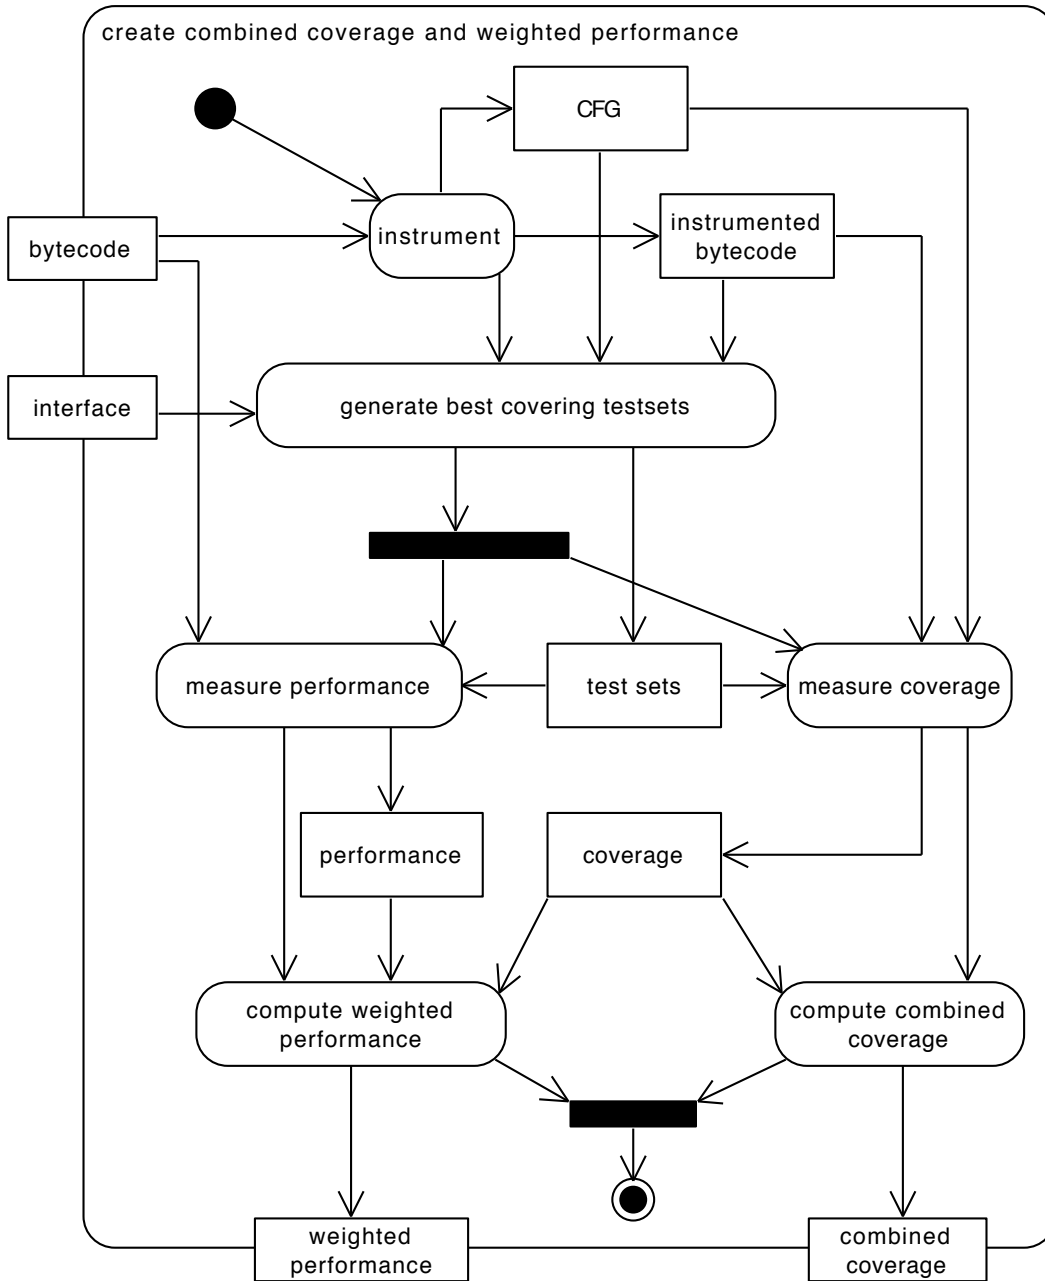 create combined coverage and weighted performance
CFG
instrument
instrumented
bytecode
bytecode
interface
generate best covering testsets
measure performance
test sets
measure coverage
performance
coverage
compute weighted
performance
compute combined
coverage
weighted
performance
combined
coverage